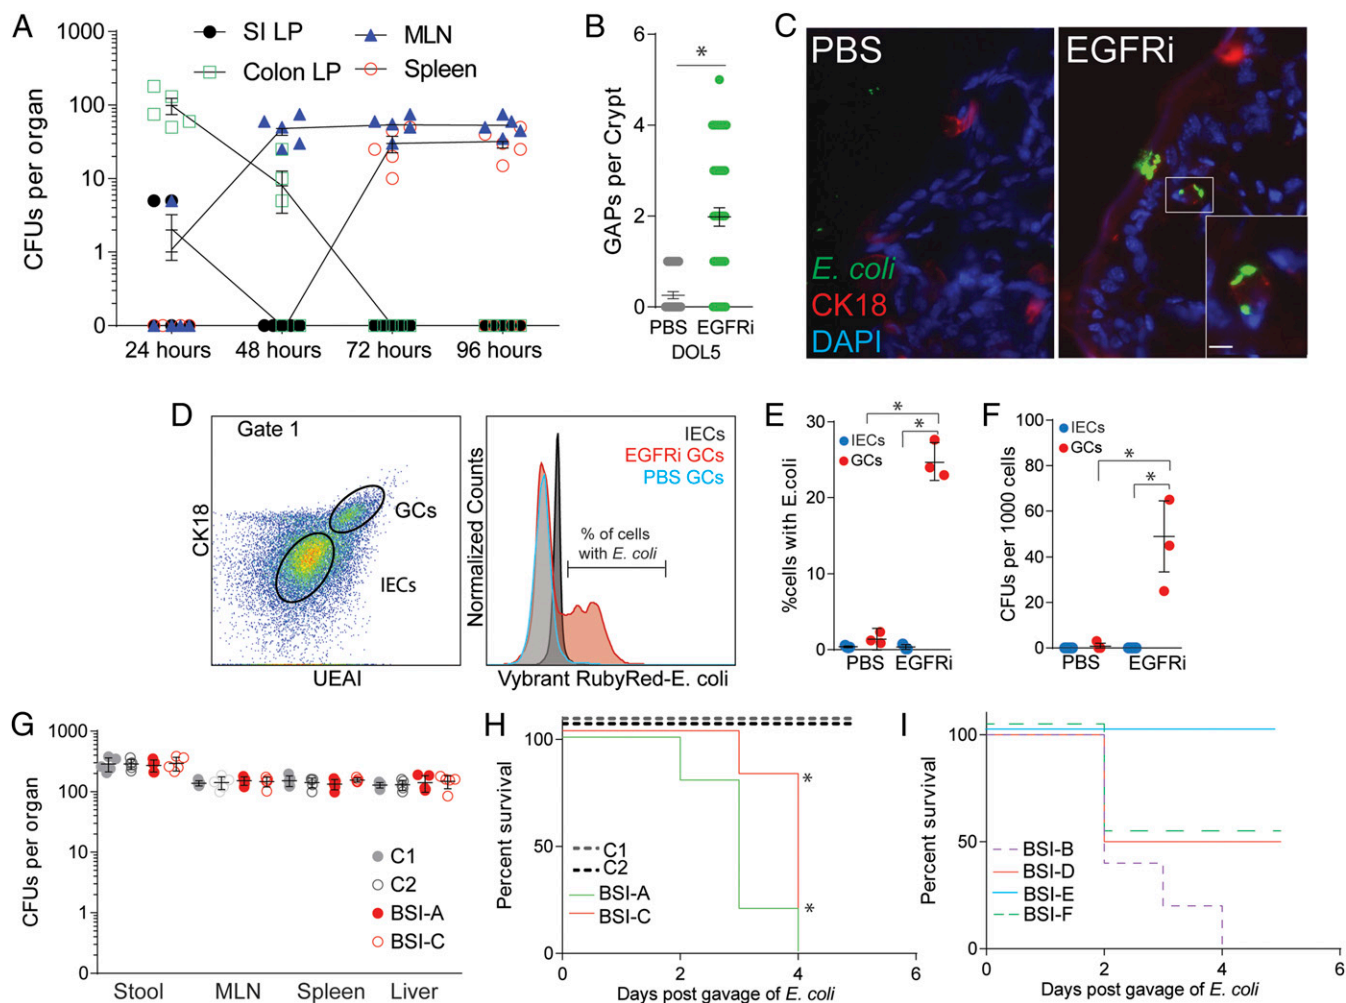 A
CFUs per organ
1000
100
10
1
0
SI LP
MLN
Colon LP
Spleen
24 hours 48 hours 72 hours 96 hours
B
GAPs per Crypt
6
4
2
0
*
PBS EGFRi
DOL5
C
PBS
E. coli
CK18
DAPI
EGFRi
D
Gate 1
CK18
GCs
IECs
UEAI
Normalized Counts
IECs
EGFRi GCs
PBS GCs
% of cells
with E. coli
Vybrant RubyRed-E. coli
E
%cells with E.coli
30
20
10
0
IECs
GCs
*
*
PBS EGFRi
F
CFUs per 1000 cells
100
80
60
40
20
0
IECs
GCs
*
*
PBS EGFRi
G
CFUs per organ
1000
100
10
1
0
C1
C2
BSI-A
BSI-C
Stool MLN Spleen Liver
H
Percent survival
100
50
0
C1
C2
BSI-A
BSI-C
*
*
0 2 4 6
Days post gavage of E. coli
I
Percent survival
100
50
0
BSI-B
BSI-D
BSI-E
BSI-F
0 2 4 6
Days post gavage of E. coli